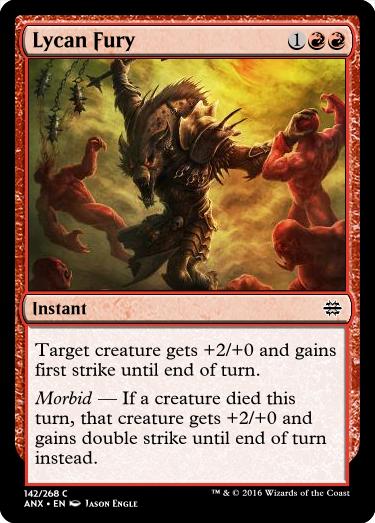 Lycan Fury 1
Instant
Target creature gets +2/+0 and gains
first strike until end of turn.
Morbid — If a creature died this
turn, that creature gets +2/+0 and
gains double strike until end of turn
instead.
142/268 C
ANX • EN Jason Engle
™ & © 2016 Wizards of the Coast